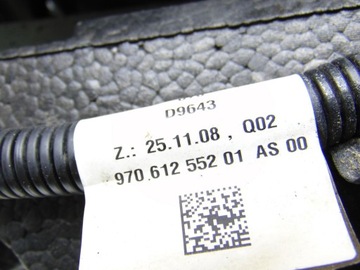 D9643
Z.: 25.11.08 , Q02
970 612 552 01 AS 00